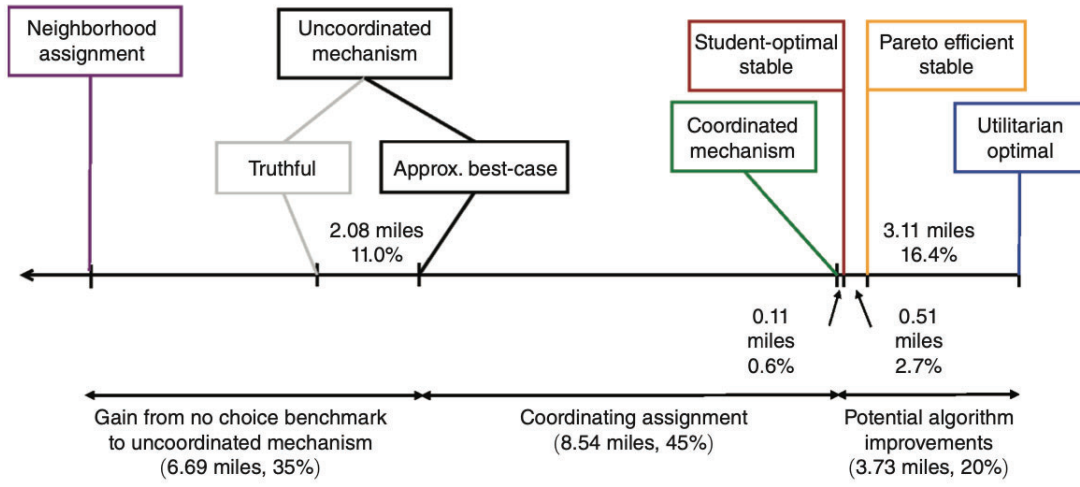 Neighborhood
assignment
Uncoordinated
mechanism
Student-optimal
stable
Pareto efficient
stable
Truthful
Approx. best-case
Coordinated
mechanism
Utilitarian
optimal
2.08 miles
11.0%
3.11 miles
16.4%
0.11
miles
0.6%
0.51
miles
2.7%
Gain from no choice benchmark
to uncoordinated mechanism
(6.69 miles, 35%)
Coordinating assignment
(8.54 miles, 45%)
Potential algorithm
improvements
(3.73 miles, 20%)